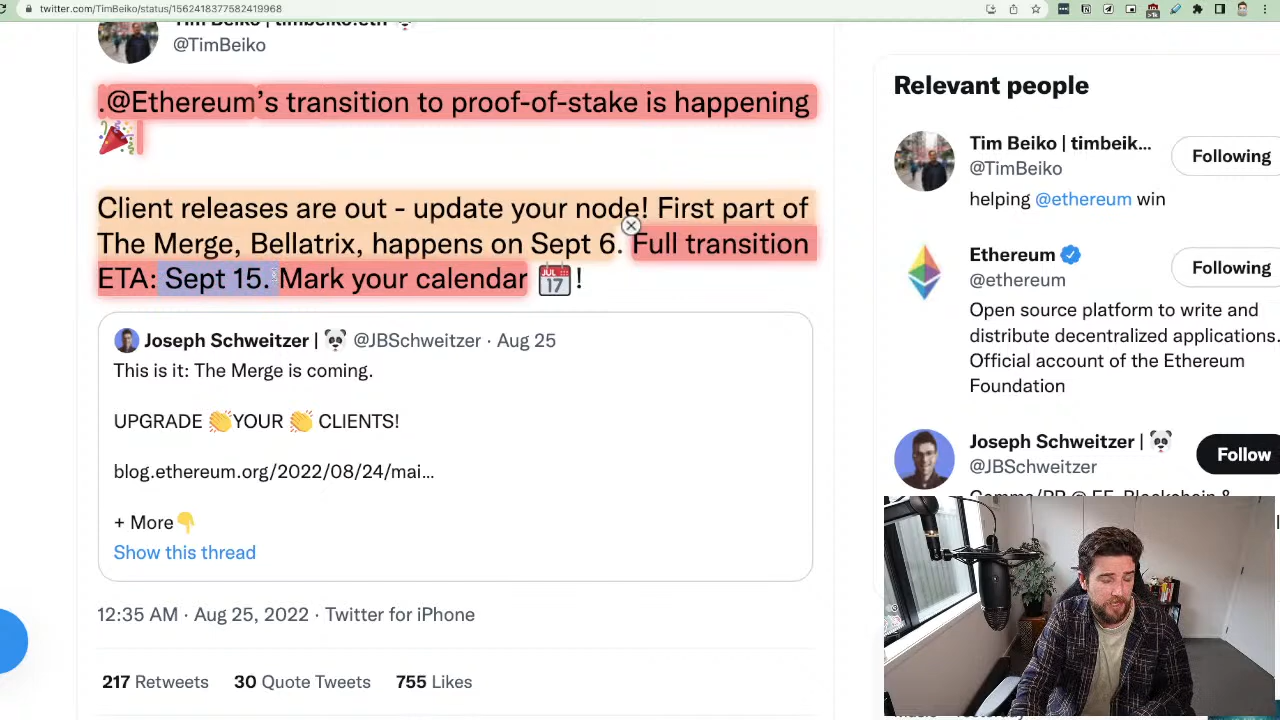 twitter.com/TimBeiko/status/1562418377582419968
Tim Beiko | timbeiko.eth
@TimBeiko
.@Ethereum's transition to proof-of-stake is happening
🎉
Client releases are out - update your node! First part of
The Merge, Bellatrix, happens on Sept 6. Full transition
ETA: Sept 15. Mark your calendar 📅!
Joseph Schweitzer | 🐼 @JBSchweitzer · Aug 25
This is it: The Merge is coming.
UPGRADE 👏YOUR 👏 CLIENTS!
blog.ethereum.org/2022/08/24/mai...
+ More👇
Show this thread
12:35 AM · Aug 25, 2022 · Twitter for iPhone
217 Retweets 30 Quote Tweets 755 Likes
Relevant people
Tim Beiko | timbeik...
@TimBeiko
Following
helping @ethereum win
Ethereum
@ethereum
Following
Open source platform to write and
distribute decentralized applications.
Official account of the Ethereum
Foundation
Joseph Schweitzer | 🐼
@JBSchweitzer
Follow